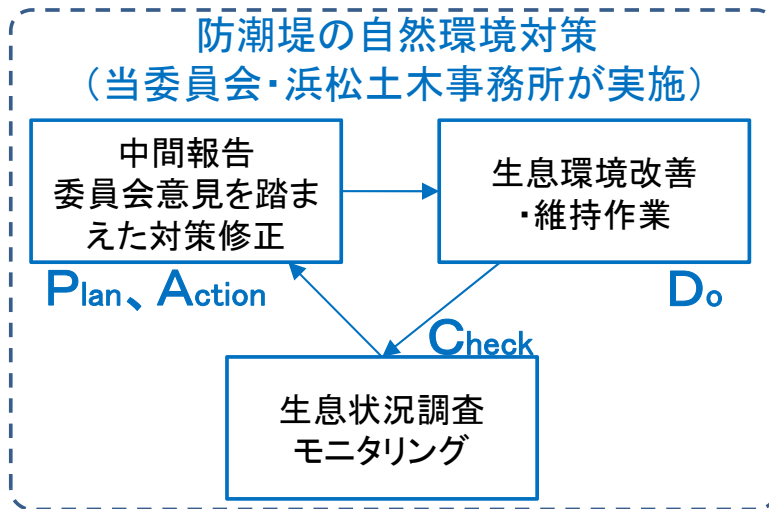 防潮堤の自然環境対策
（当委員会・浜松土木事務所が実施）
中間報告
委員会意見を踏ま
えた対策修正
生息環境改善
・維持作業
Plan、Action
Do
Check
生息状況調査
モニタリング